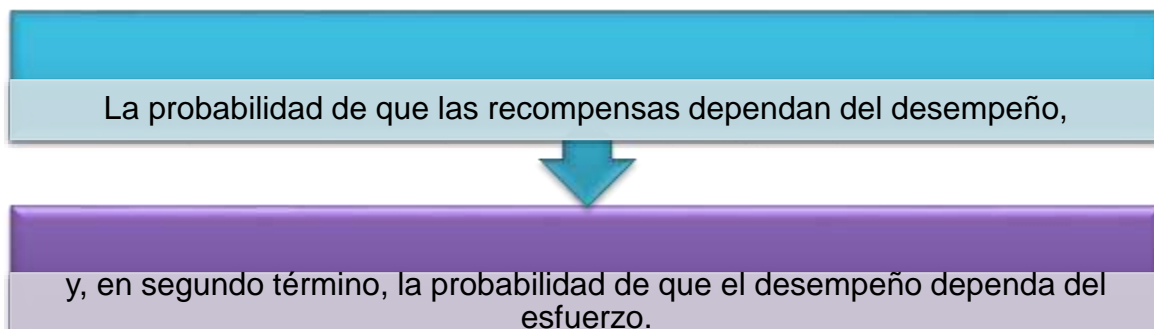 La probabilidad de que las recompensas dependan del desempeño,
y, en segundo término, la probabilidad de que el desempeño dependa del
esfuerzo.